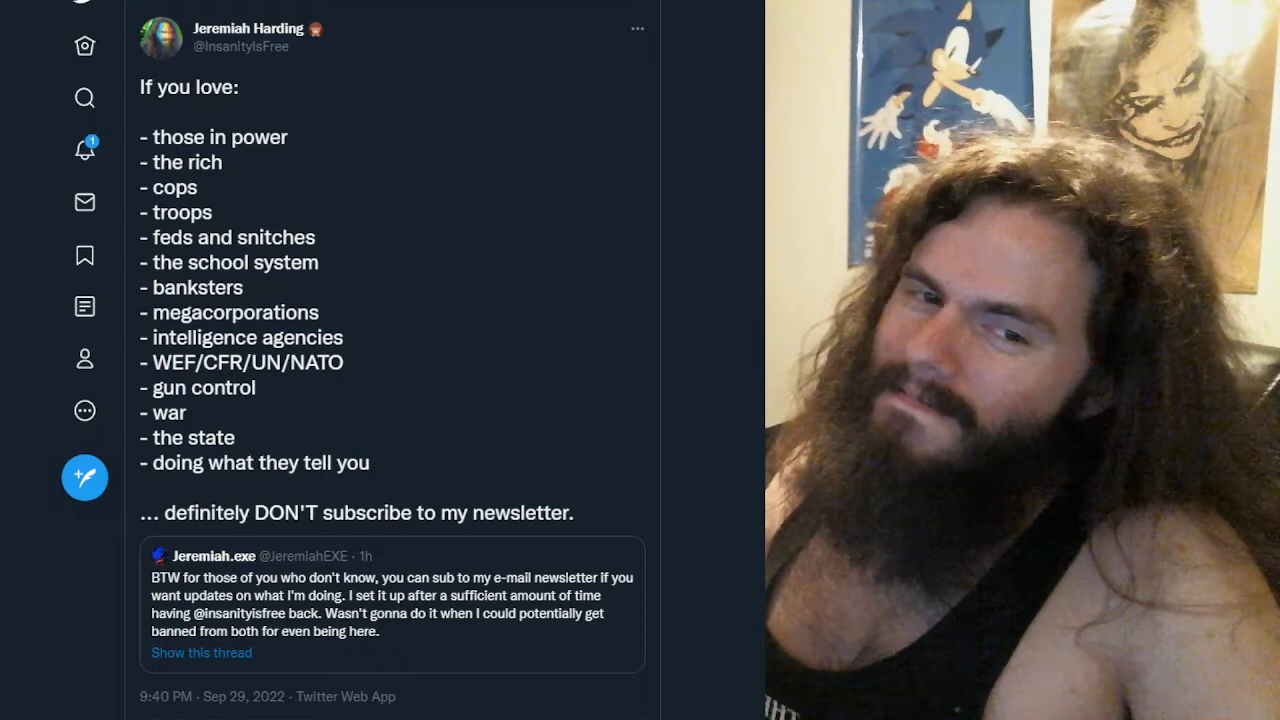 Jeremiah Harding
@InsanityIsFree
If you love:
- those in power
- the rich
- cops
- troops
- feds and snitches
- the school system
- banksters
- megacorporations
- intelligence agencies
- WEF/CFR/UN/NATO
- gun control
- war
- the state
- doing what they tell you
... definitely DON'T subscribe to my newsletter.
Jeremiah.exe @JeremiahEXE · 1h
BTW for those of you who don't know, you can sub to my e-mail newsletter if you
want updates on what I'm doing. I set it up after a sufficient amount of time
having @insanityisfree back. Wasn't gonna do it when I could potentially get
banned from both for even being here.
Show this thread
9:40 PM · Sep 29, 2022 · Twitter Web App
1